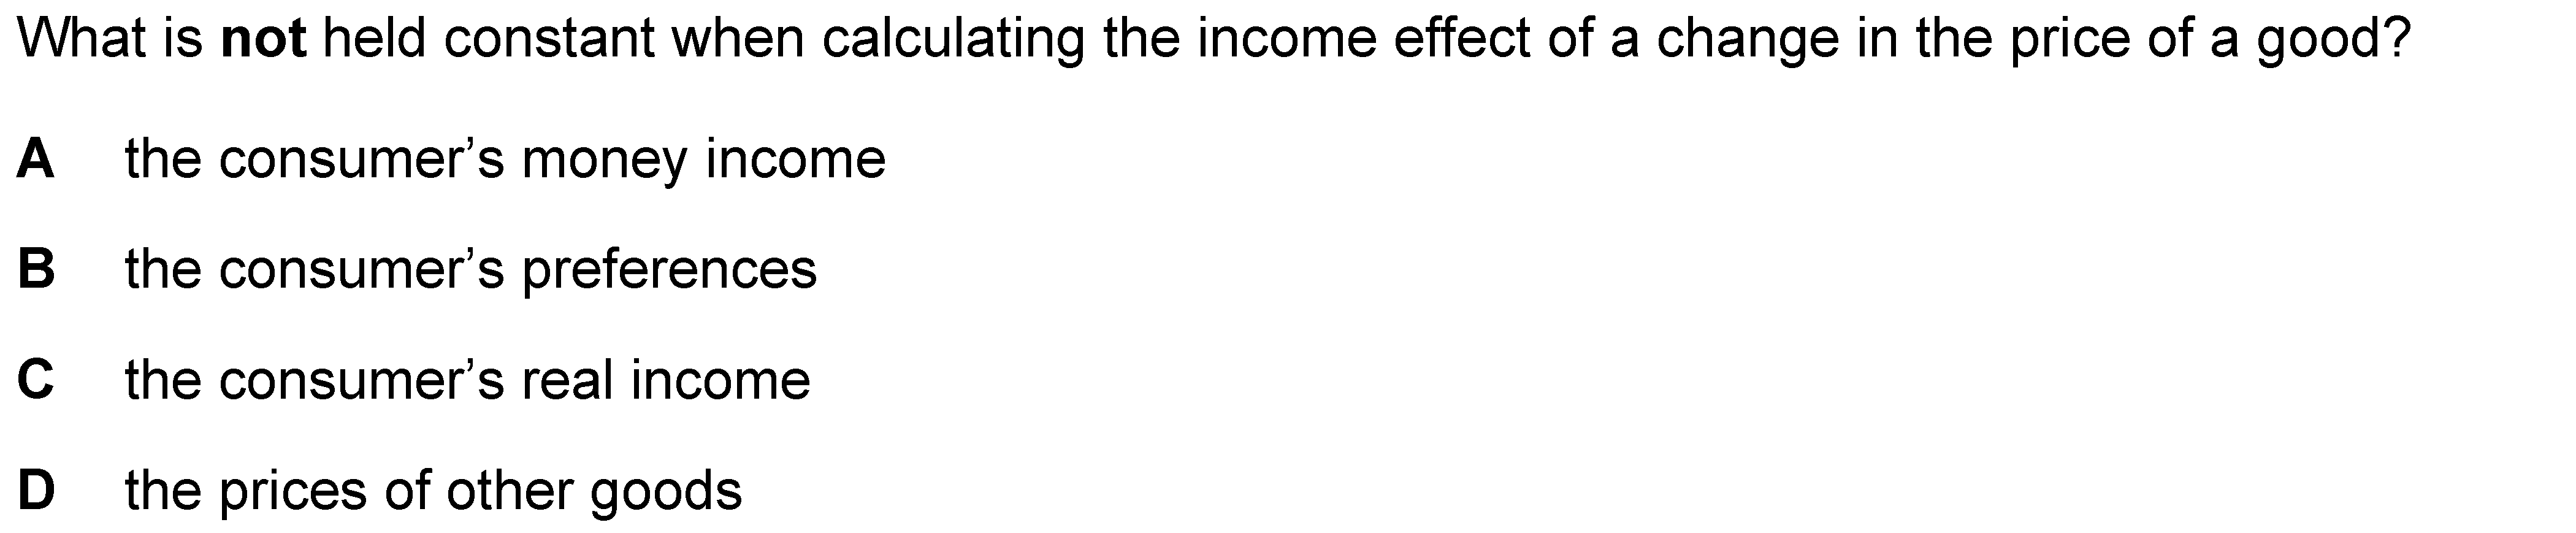 What is not held constant when calculating the income effect of a change in the price of a good?
A the consumer’s money income
B the consumer’s preferences
C the consumer’s real income
D the prices of other goods